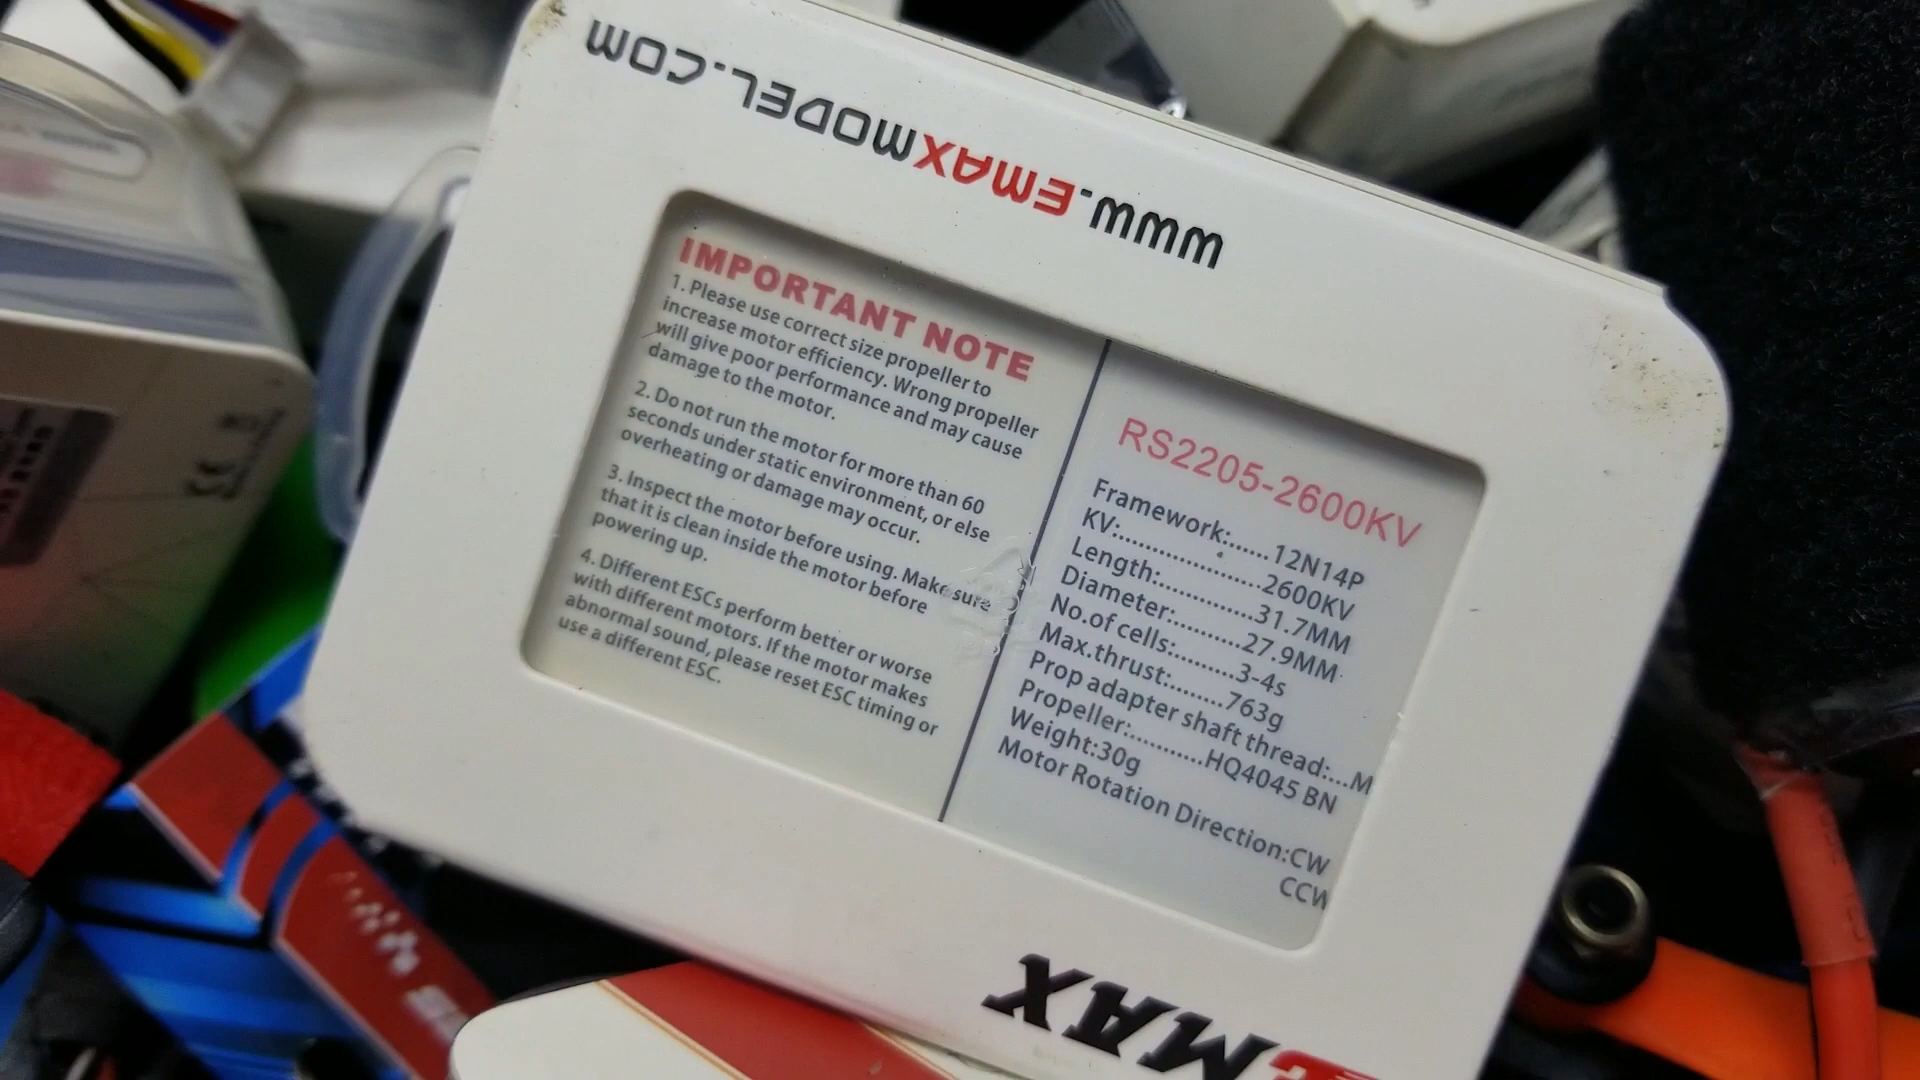 WWW.EMAXMODEL.COM
IMPORTANT NOTE
1. Please use correct size propeller to
increase motor efficiency. Wrong propeller
will give poor performance and may cause
damage to the motor.
2. Do not run the motor for more than 60
seconds under static environment, or else
overheating or damage may occur.
3. Inspect the motor before using. Make sure
that it is clean inside the motor before
powering up.
4. Different ESCs perform better or worse
with different motors. If the motor makes
abnormal sound, please reset ESC timing or
use a different ESC.
RS2205-2600KV
Framework:......12N14P
KV:......................2600KV
Length:..............31.7MM
Diameter:..........27.9MM
No.of cells:.........3-4s
Max.thrust:........763g
Prop adapter shaft thread:...M
Propeller:...........HQ4045 BN
Weight:30g
Motor Rotation Direction:CW
CCW
EMAX
CE